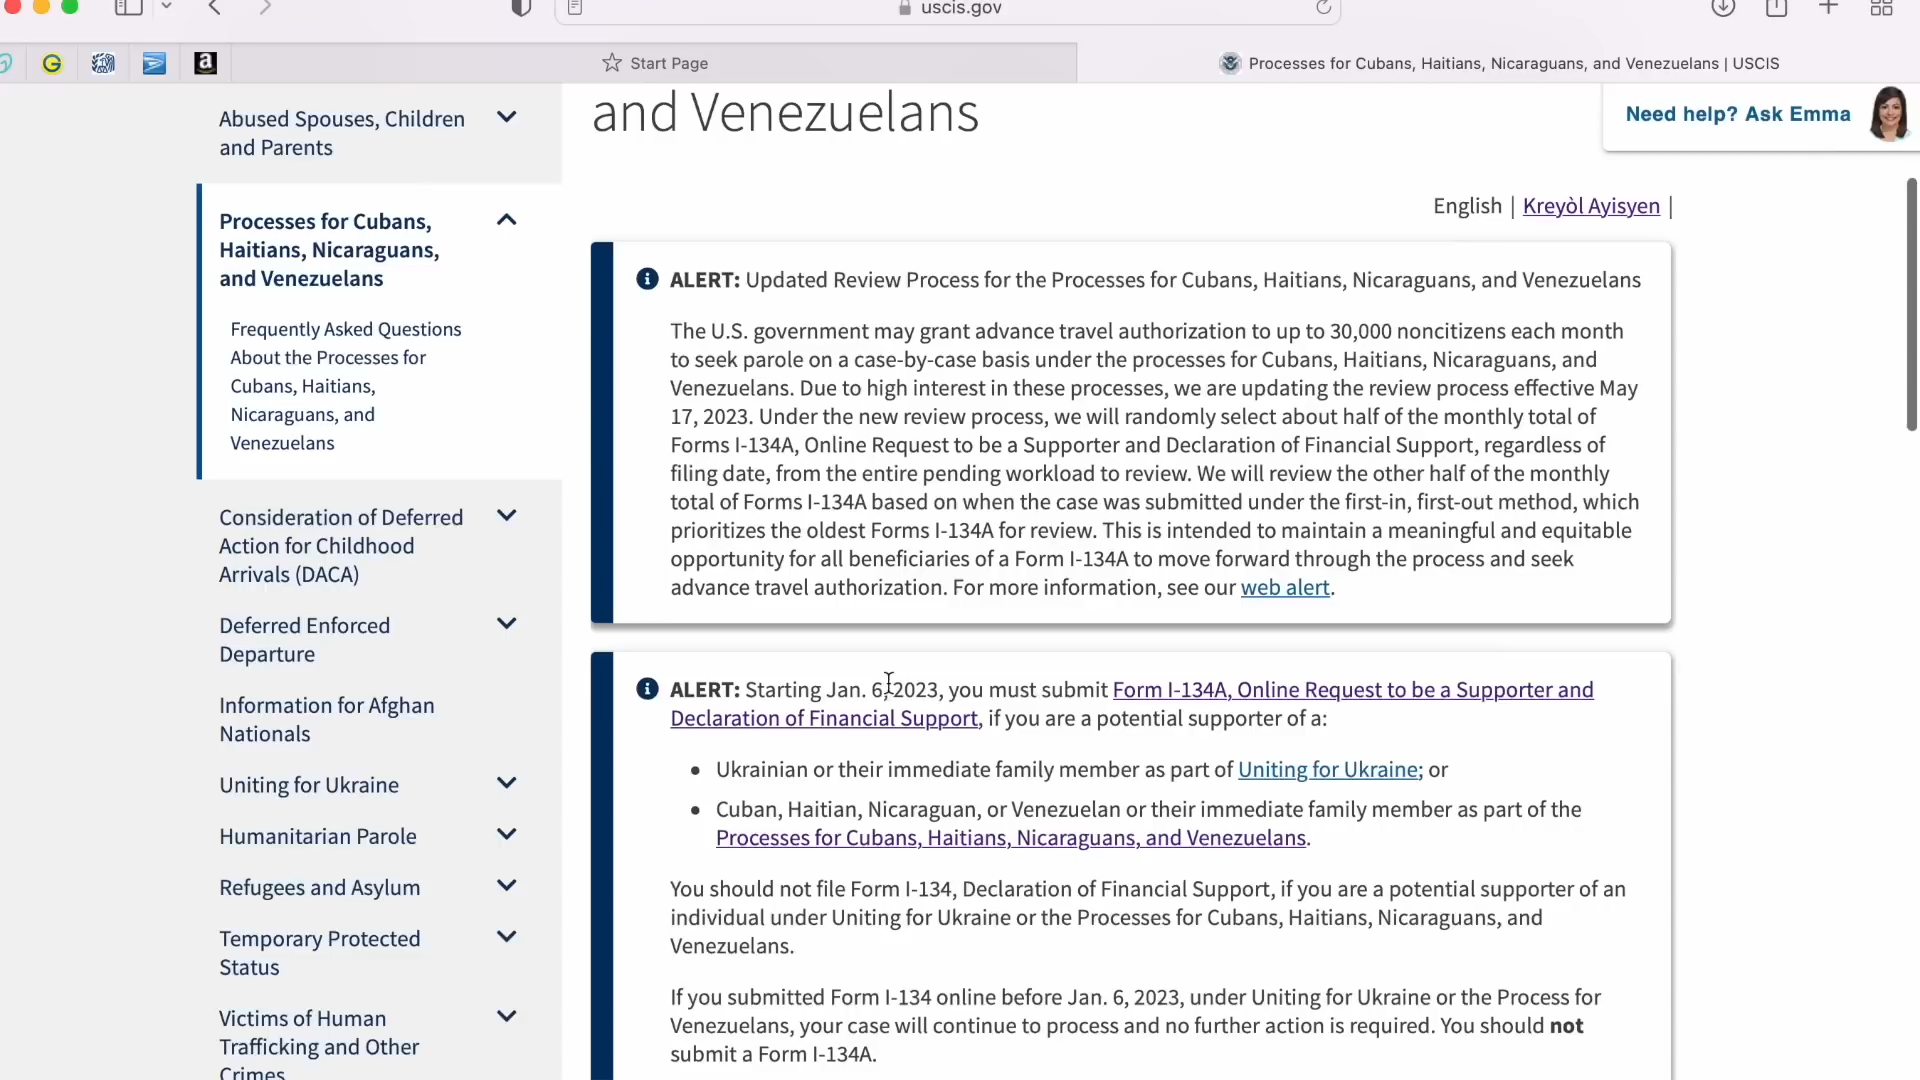 uscis.gov
G
a
Start Page
Processes for Cubans, Haitians, Nicaraguans, and Venezuelans | USCIS
Abused Spouses, Children
and Parents
Processes for Cubans,
Haitians, Nicaraguans,
and Venezuelans
Frequently Asked Questions
About the Processes for
Cubans, Haitians,
Nicaraguans, and
Venezuelans
Consideration of Deferred
Action for Childhood
Arrivals (DACA)
Deferred Enforced
Departure
Information for Afghan
Nationals
Uniting for Ukraine
Humanitarian Parole
Refugees and Asylum
Temporary Protected
Status
Victims of Human
Trafficking and Other
Crimes
and Venezuelans
Need help? Ask Emma
English | Kreyòl Ayisyen |
ALERT: Updated Review Process for the Processes for Cubans, Haitians, Nicaraguans, and Venezuelans
The U.S. government may grant advance travel authorization to up to 30,000 noncitizens each month
to seek parole on a case-by-case basis under the processes for Cubans, Haitians, Nicaraguans, and
Venezuelans. Due to high interest in these processes, we are updating the review process effective May
17, 2023. Under the new review process, we will randomly select about half of the monthly total of
Forms I-134A, Online Request to be a Supporter and Declaration of Financial Support, regardless of
filing date, from the entire pending workload to review. We will review the other half of the monthly
total of Forms I-134A based on when the case was submitted under the first-in, first-out method, which
prioritizes the oldest Forms I-134A for review. This is intended to maintain a meaningful and equitable
opportunity for all beneficiaries of a Form I-134A to move forward through the process and seek
advance travel authorization. For more information, see our web alert.
ALERT: Starting Jan. 6, 2023, you must submit Form I-134A, Online Request to be a Supporter and
Declaration of Financial Support, if you are a potential supporter of a:
• Ukrainian or their immediate family member as part of Uniting for Ukraine; or
• Cuban, Haitian, Nicaraguan, or Venezuelan or their immediate family member as part of the
Processes for Cubans, Haitians, Nicaraguans, and Venezuelans.
You should not file Form I-134, Declaration of Financial Support, if you are a potential supporter of an
individual under Uniting for Ukraine or the Processes for Cubans, Haitians, Nicaraguans, and
Venezuelans.
If you submitted Form I-134 online before Jan. 6, 2023, under Uniting for Ukraine or the Process for
Venezuelans, your case will continue to process and no further action is required. You should not
submit a Form I-134A.